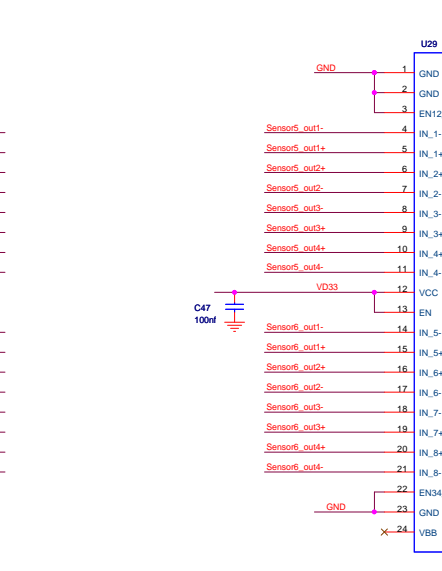 U29
GND 1 GND
2 GND
3 EN12
Sensor5_out1- 4 IN_1-
Sensor5_out1+ 5 IN_1+
Sensor5_out2+ 6 IN_2+
Sensor5_out2- 7 IN_2-
Sensor5_out3- 8 IN_3-
Sensor5_out3+ 9 IN_3+
Sensor5_out4+ 10 IN_4+
Sensor5_out4- 11 IN_4-
VD33 12 VCC
C47 13 EN
100nf
Sensor6_out1- 14 IN_5-
Sensor6_out1+ 15 IN_5+
Sensor6_out2+ 16 IN_6+
Sensor6_out2- 17 IN_6-
Sensor6_out3- 18 IN_7-
Sensor6_out3+ 19 IN_7+
Sensor6_out4+ 20 IN_8+
Sensor6_out4- 21 IN_8-
22 EN34
GND 23 GND
24 VBB